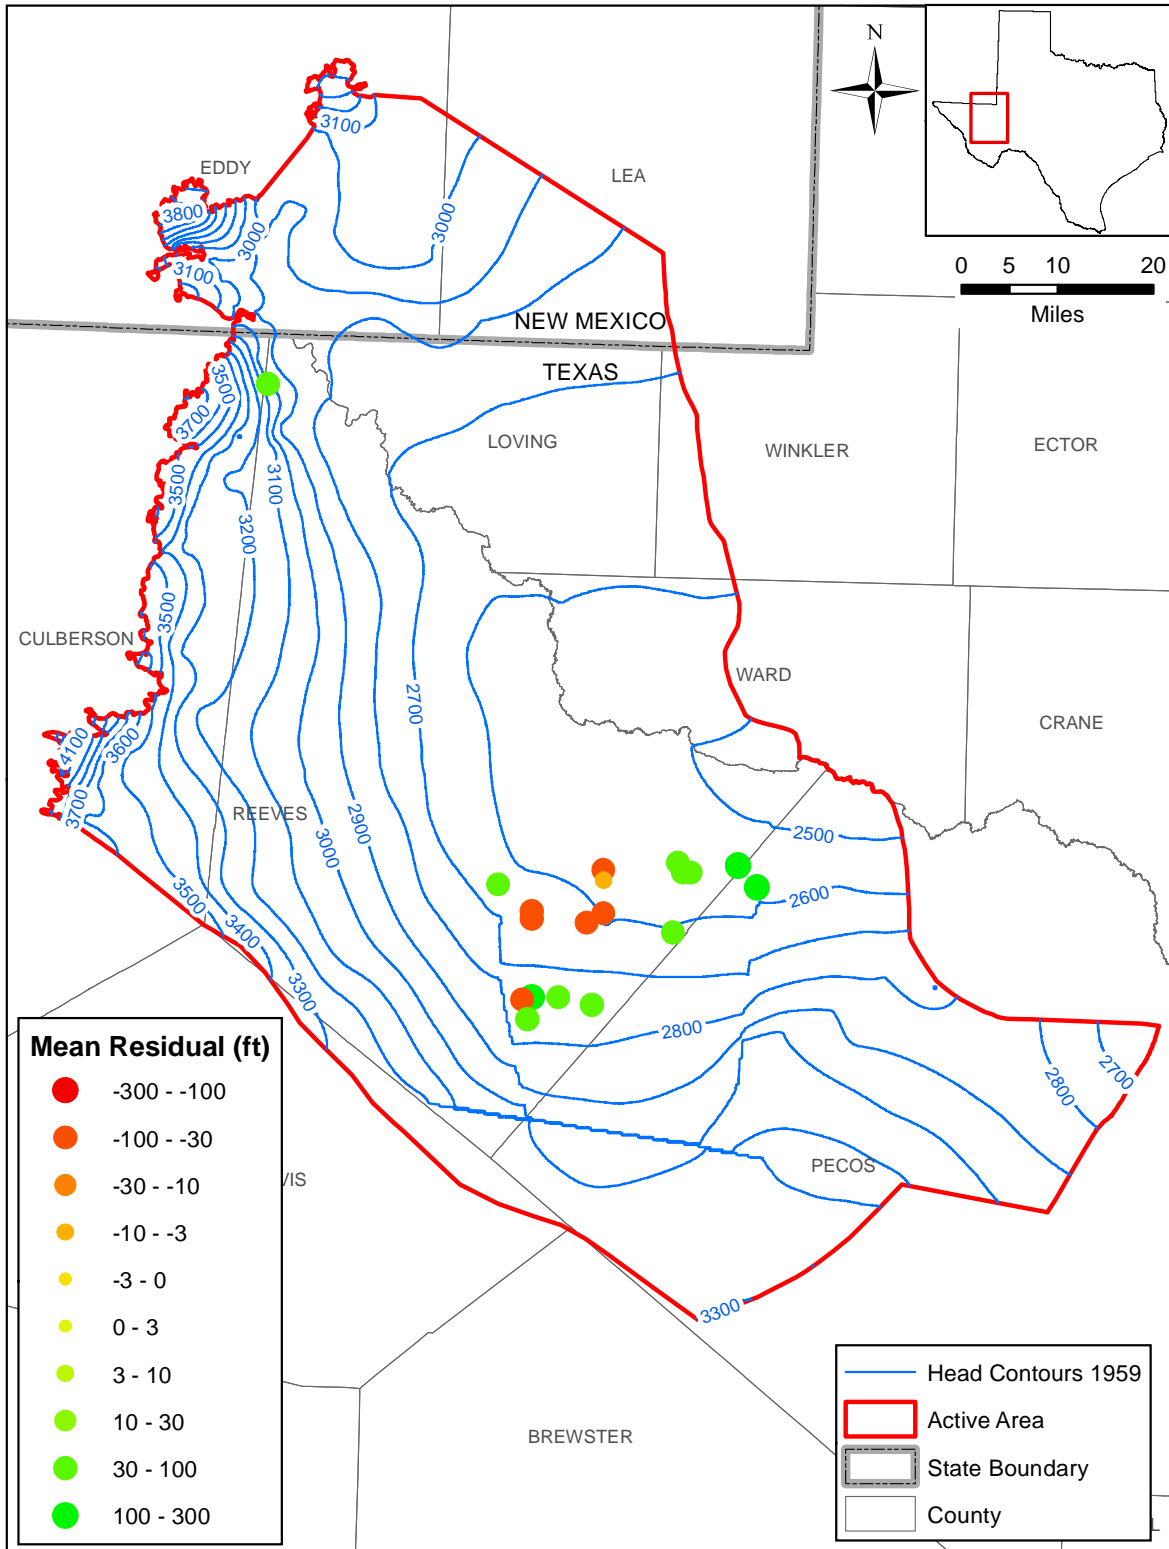 N
0 5 10 20
Miles
EDDY
LEA
3100
3800
3000
3000
3100
NEW MEXICO
TEXAS
3500
3700
LOVING
WINKLER
ECTOR
3500
3100
3200
3500
CULBERSON
WARD
2700
CRANE
4100
3600
3700
REEVES
3000
2900
2500
2600
3500
3400
3300
2800
2800
2700
PECOS
VIS
3300
BREWSTER
Mean Residual (ft)
-300 - -100
-100 - -30
-30 - -10
-10 - -3
-3 - 0
0 - 3
3 - 10
10 - 30
30 - 100
100 - 300
Head Contours 1959
Active Area
State Boundary
County
L